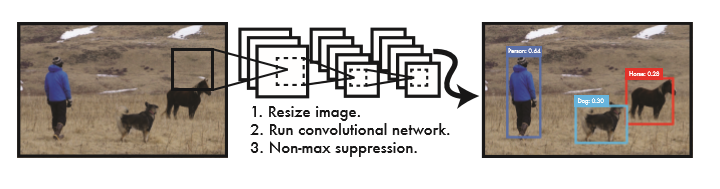 1. Resize image.
2. Run convolutional network.
3. Non-max suppression.
Person: 0.64
Horse: 0.28
Dog: 0.30